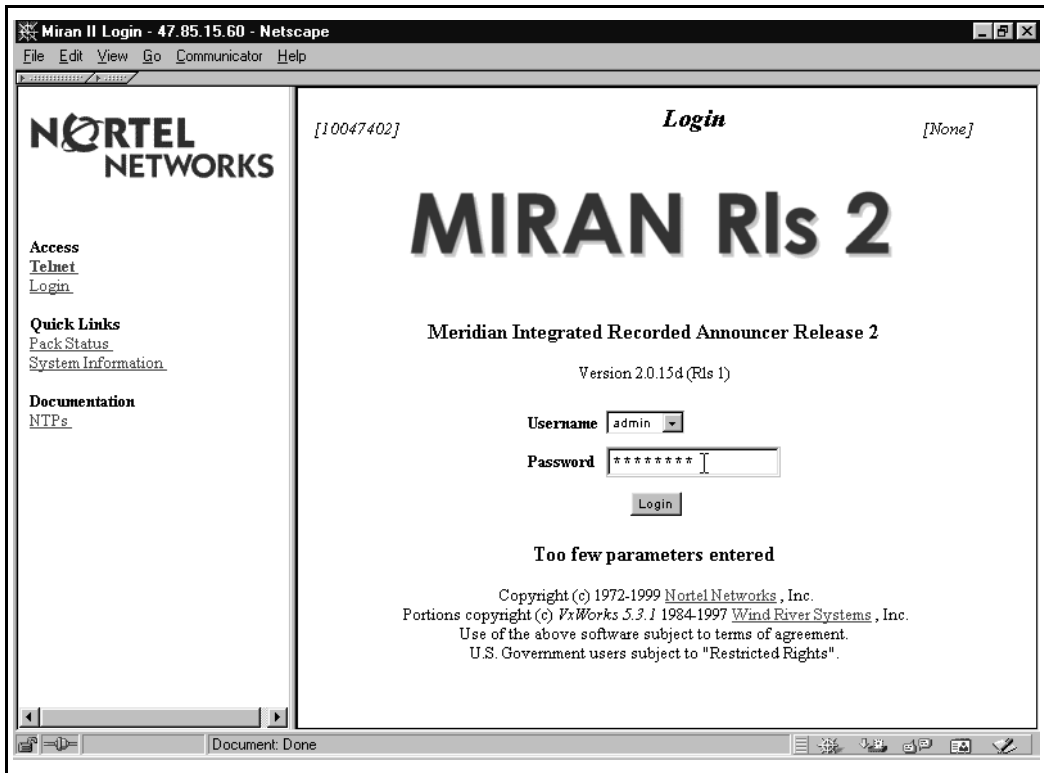 Miran II Login - 47.85.15.60 - Netscape
File Edit View Go Communicator Help
NORTEL
NETWORKS
Access
Telnet
Login
Quick Links
Pack Status
System Information
Documentation
NTPs
[10047402]
Login
[None]
MIRAN Rls 2
Meridian Integrated Recorded Announcer Release 2
Version 2.0.15d (Rls 1)
Username admin
Password ********
Login
Too few parameters entered
Copyright (c) 1972-1999 Nortel Networks , Inc.
Portions copyright (c) VxWorks 5.3.1 1984-1997 Wind River Systems , Inc.
Use of the above software subject to terms of agreement.
U.S. Government users subject to "Restricted Rights".
Document: Done